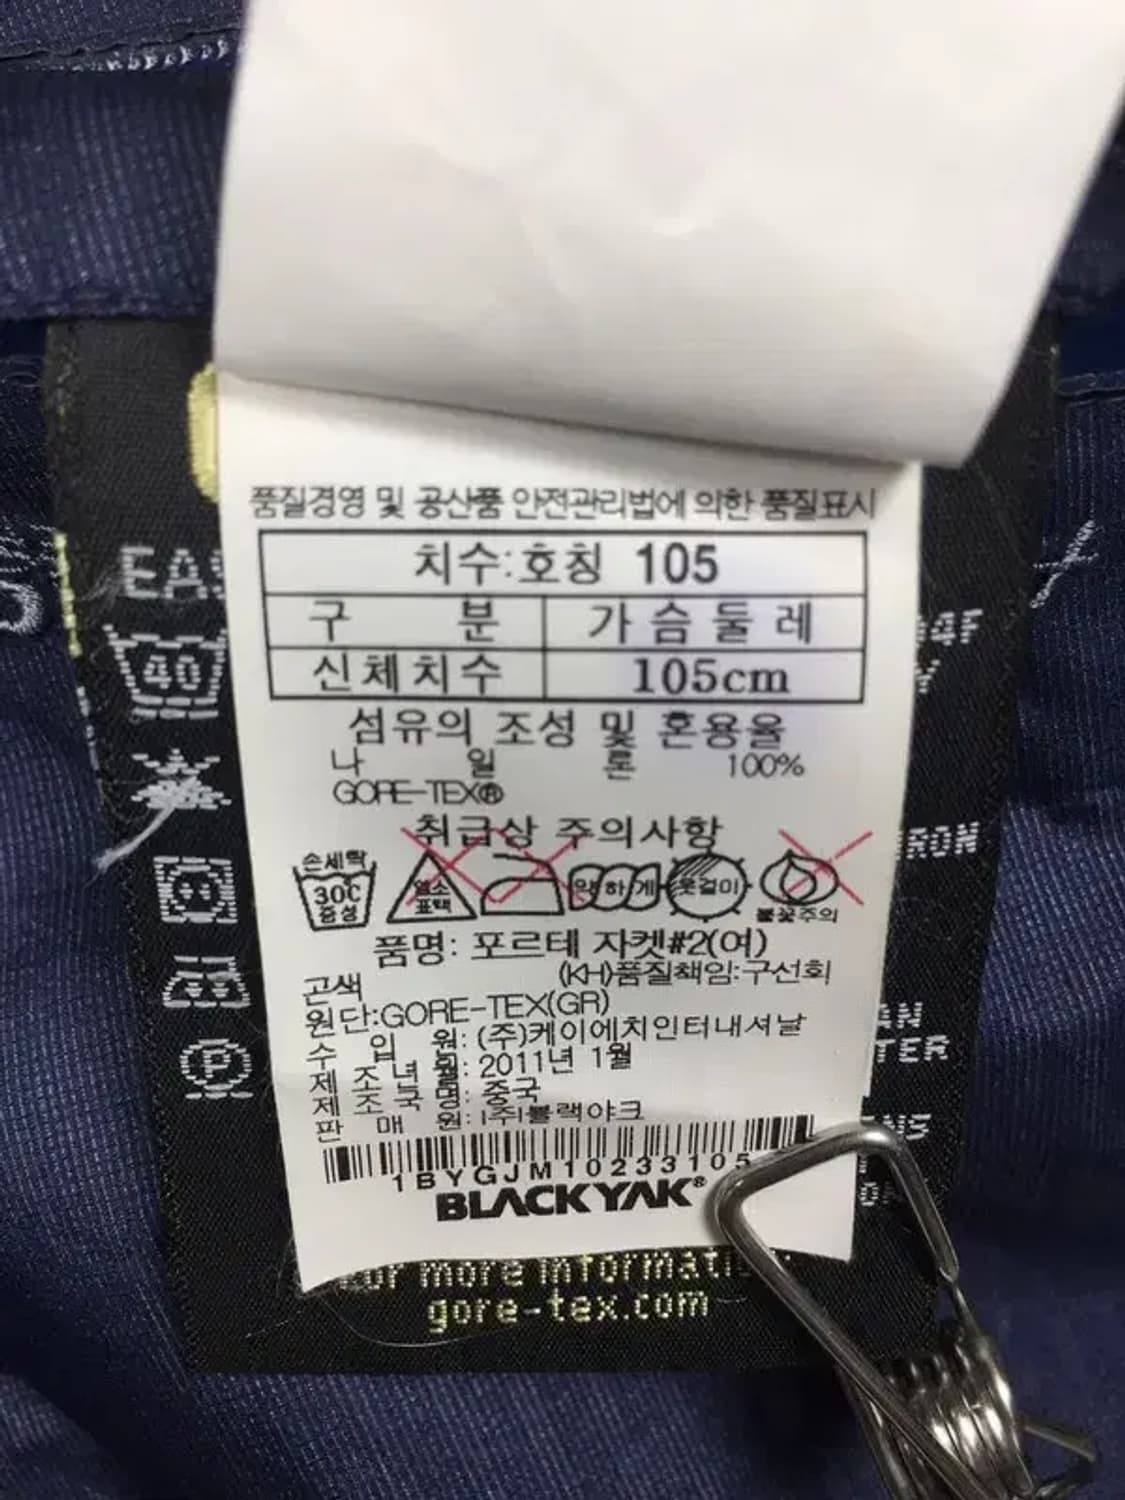 품질경영 및 공산품 안전관리법에 의한 품질표시
치수:호칭 105
구 분 가슴둘레
신체치수 105cm
섬유의 조성 및 혼용율
나 일 론 100%
GORE-TEX®
취급상 주의사항
손세탁 30℃ 중성
염소 표백
약하게
옷걸이
불꽃주의
품명: 포르테 자켓#2(여)
(KH)품질책임:구선회
곤색
원단:GORE-TEX(GR)
수 입 원: (주)케이에치인터내셔날
제 조 년 월: 2011년 1월
제 조 국 명: 중국
판 매 원: (주)블랙야크
1BYGJM10233105
BLACKYAK®
for more informati
gore-tex.com
40
P
RON
TER